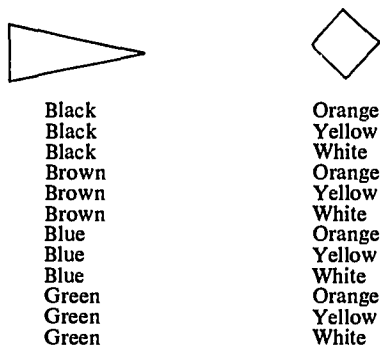 Black Orange
Black Yellow
Black White
Brown Orange
Brown Yellow
Brown White
Blue Orange
Blue Yellow
Blue White
Green Orange
Green Yellow
Green White